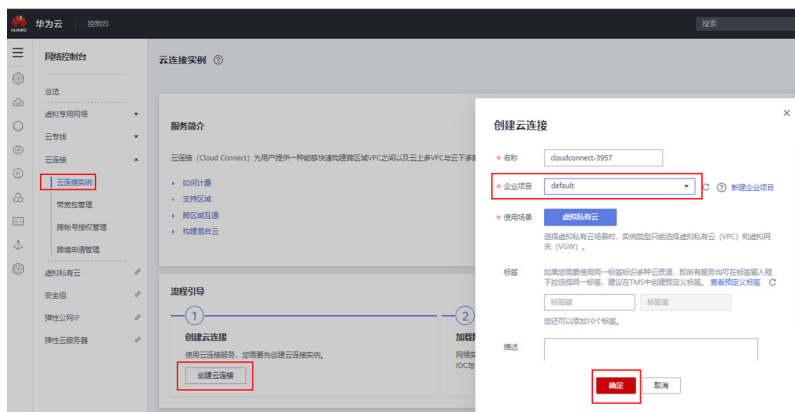 HUAWEI 华为云 控制台 搜索
网络控制台
总览
虚拟专用网络
云专线
云连接
云连接实例
带宽包管理
跨帐号授权管理
跨境申请管理
虚拟私有云
安全组
弹性公网IP
弹性云服务器
云连接实例
服务简介
云连接（Cloud Connect）为用户提供一种能够快速构建跨区域VPC之间以及云上多VPC与云下多
如何计费
支持区域
跨区域互通
构建混合云
流程引导
1
创建云连接
使用云连接服务，您需要先创建云连接实例。
创建云连接
2
加载
网络实
IDC与
创建云连接
* 名称 cloudconnect-3957
* 企业项目 default 新建企业项目
* 使用场景 虚拟私有云
选择虚拟私有云场景时，实例类型只能选择虚拟私有云（VPC）和虚拟网
关（VGW）。
标签 如果您需要使用同一标签标识多种云资源，即所有服务均可在标签输入框
下拉选择同一标签，建议在TMS中创建预定义标签。 查看预定义标签
标签键 标签值
您还可以添加10个标签。
描述
确定 取消